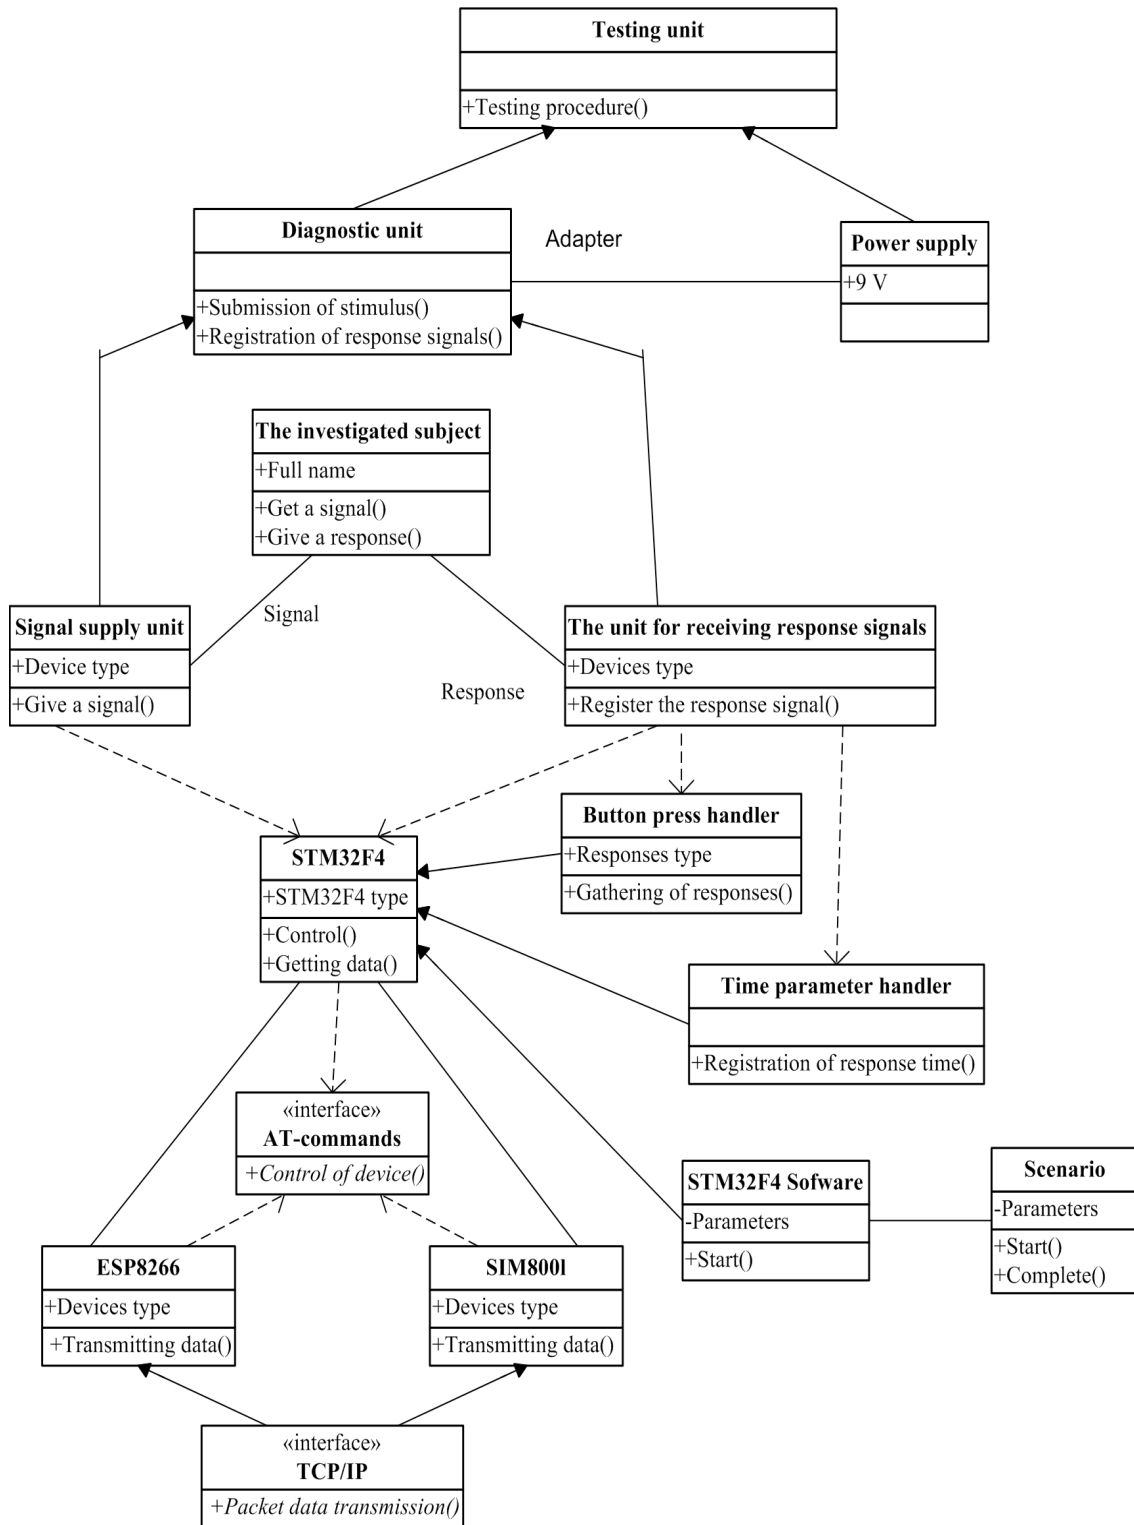 Testing unit
+Testing procedure()
Diagnostic unit
+Submission of stimulus()
+Registration of response signals()
Adapter
Power supply
+9 V
The investigated subject
+Full name
+Get a signal()
+Give a response()
Signal supply unit
+Device type
+Give a signal()
Signal
Response
The unit for receiving response signals
+Devices type
+Register the response signal()
Button press handler
+Responses type
+Gathering of responses()
STM32F4
+STM32F4 type
+Control()
+Getting data()
Time parameter handler
+Registration of response time()
«interface»
AT-commands
+Control of device()
STM32F4 Sofware
-Parameters
+Start()
Scenario
-Parameters
+Start()
+Complete()
ESP8266
+Devices type
+Transmitting data()
SIM800l
+Devices type
+Transmitting data()
«interface»
TCP/IP
+Packet data transmission()